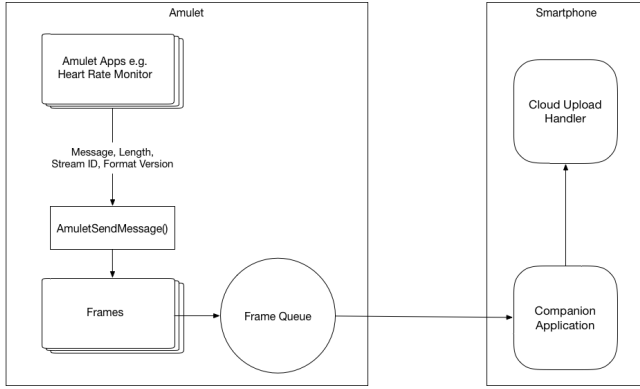 Amulet
Smartphone
Amulet Apps e.g.
Heart Rate Monitor
Cloud Upload
Handler
Message, Length,
Stream ID, Format Version
AmuletSendMessage()
Frames
Frame Queue
Companion
Application